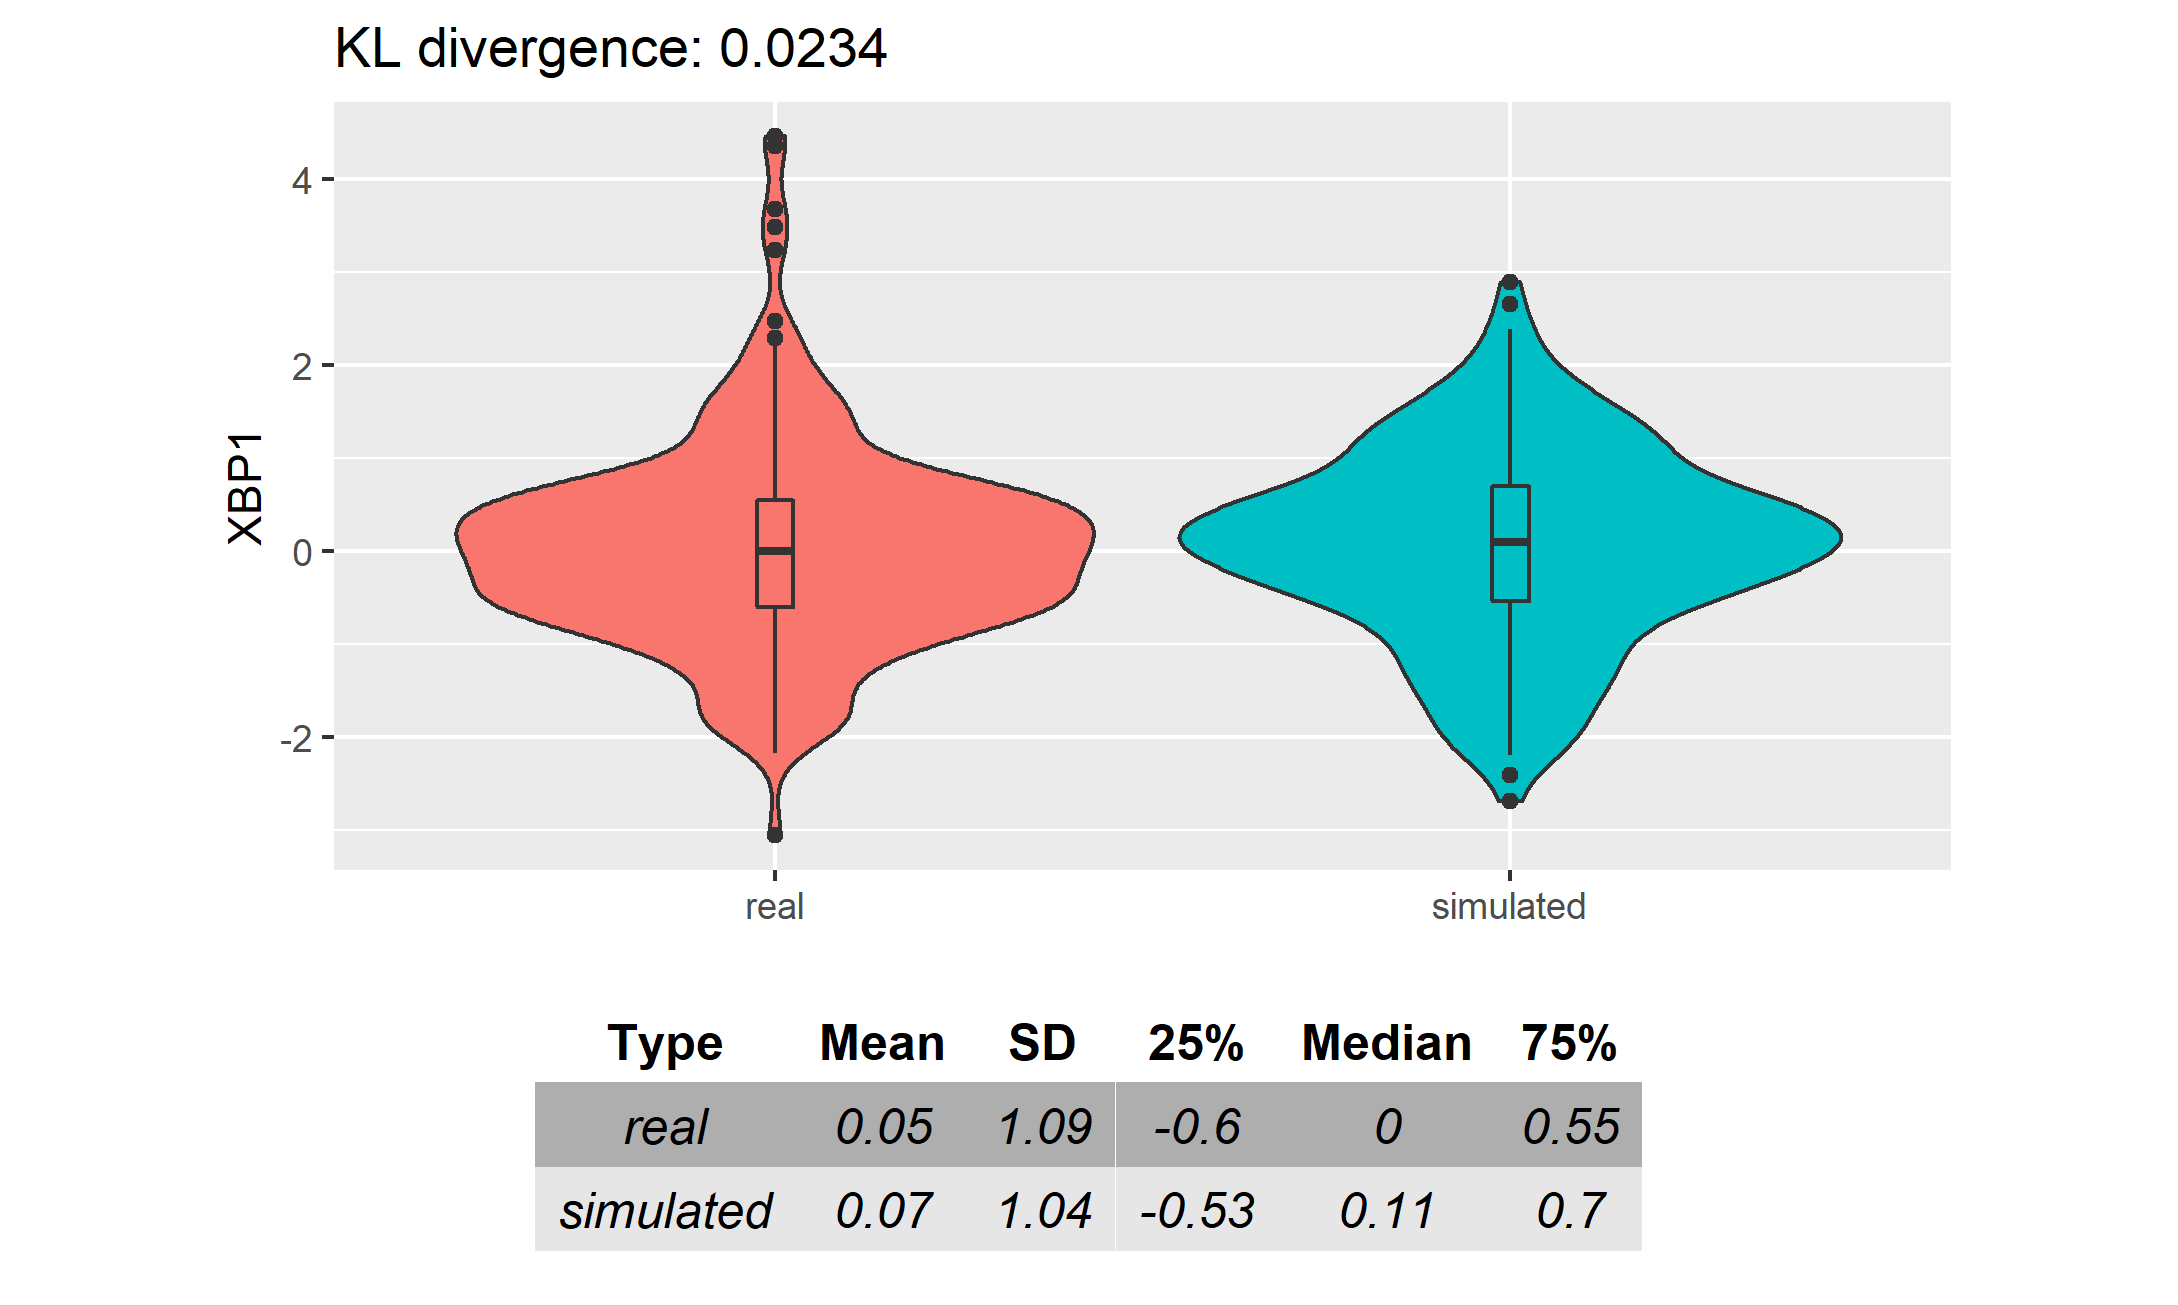 KL divergence: 0.0234
XBP1
4
2
0
-2
real simulated
Type Mean SD 25% Median 75%
real 0.05 1.09 -0.6 0 0.55
simulated 0.07 1.04 -0.53 0.11 0.7